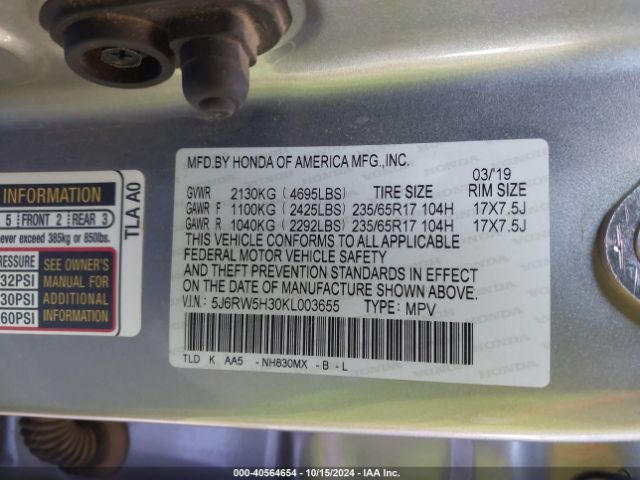 MFD.BY HONDA OF AMERICA MFG.,INC.
03/'19
GVWR 2130KG (4695LBS) TIRE SIZE RIM SIZE
GAWR F 1100KG (2425LBS) 235/65R17 104H 17X7.5J
GAWR R 1040KG (2292LBS) 235/65R17 104H 17X7.5J
THIS VEHICLE CONFORMS TO ALL APPLICABLE
FEDERAL MOTOR VEHICLE SAFETY
AND THEFT PREVENTION STANDARDS IN EFFECT
ON THE DATE OF MANUFACTURE SHOWN ABOVE.
V.I.N: 5J6RW5H30KL003655 TYPE: MPV
TLD K AA5 -NH830MX -B -L
INFORMATION
5 FRONT 2 REAR 3
never exceed 385kg or 850lbs.
PRESSURE
32PSI
30PSI
60PSI
SEE OWNER'S
MANUAL FOR
ADDITIONAL
INFORMATION
TLA A0
000-40564654 - 10/15/2024 - IAA Inc.